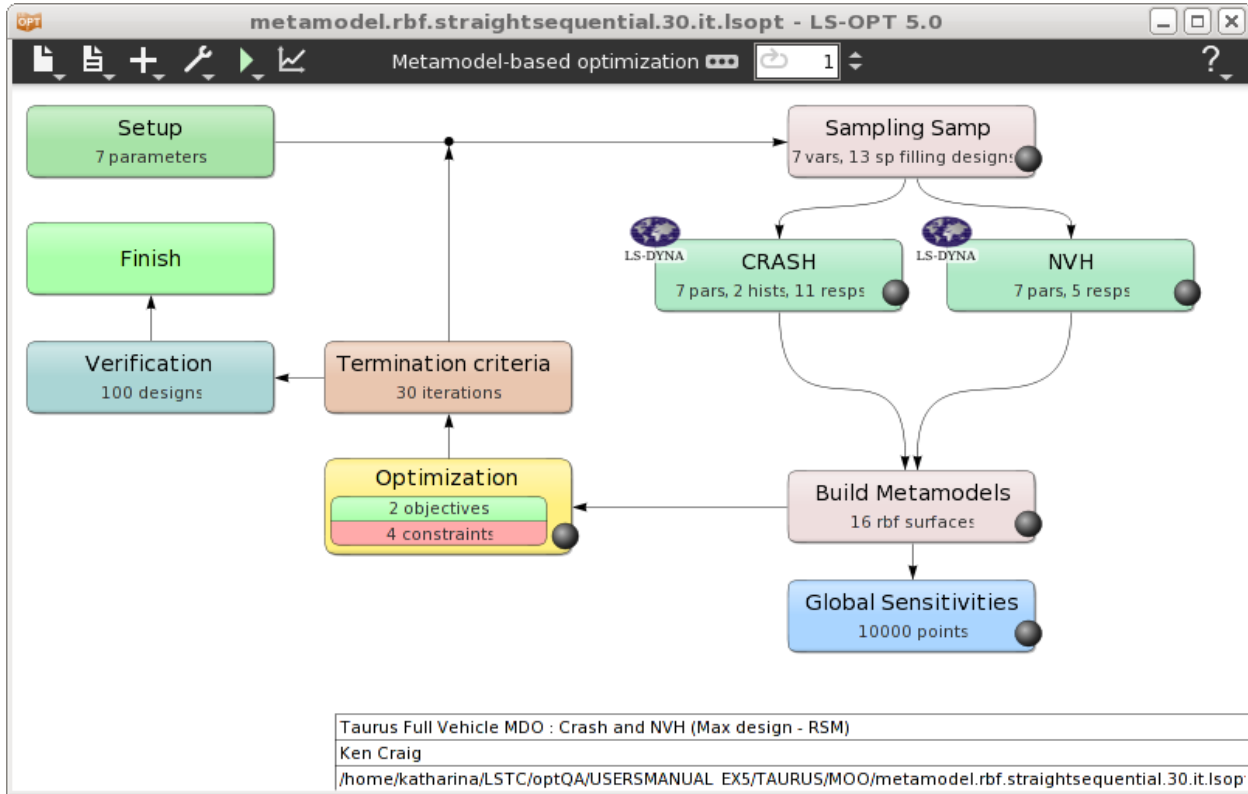 OPT metamodel.rbf.straightsequential.30.it.lsopt - LS-OPT 5.0
Metamodel-based optimization 1 ?
Setup
7 parameters
Sampling Samp
7 vars, 13 sp filling designs
Finish
LS-DYNA
CRASH
7 pars, 2 hists, 11 resps
LS-DYNA
NVH
7 pars, 5 resps
Verification
100 designs
Termination criteria
30 iterations
Optimization
2 objectives
4 constraints
Build Metamodels
16 rbf surfaces
Global Sensitivities
10000 points
Taurus Full Vehicle MDO : Crash and NVH (Max design - RSM)
Ken Craig
/home/katharina/LSTC/optQA/USERSMANUAL_EX5/TAURUS/MOO/metamodel.rbf.straightsequential.30.it.lsopt